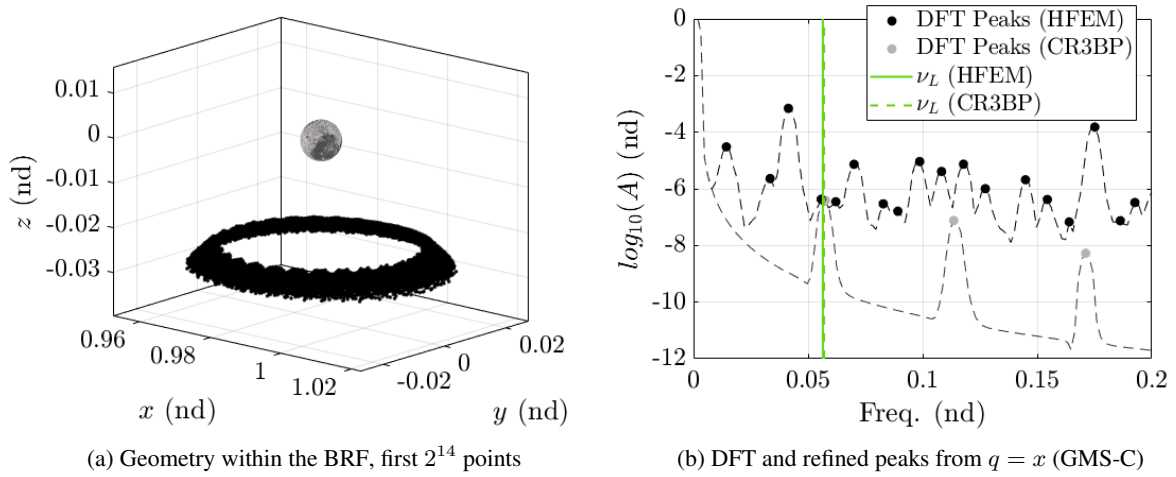 0.01
0
-0.01
-0.02
-0.03
z (nd)
0.96
0.98
1
1.02
x (nd)
-0.02
0
0.02
y (nd)
(a) Geometry within the BRF, first 2^14 points
DFT Peaks (HFEM)
DFT Peaks (CR3BP)
ν_L (HFEM)
ν_L (CR3BP)
0
-2
-4
-6
-8
-10
-12
log_10(A) (nd)
0
0.05
0.1
0.15
0.2
Freq. (nd)
(b) DFT and refined peaks from q = x (GMS-C)